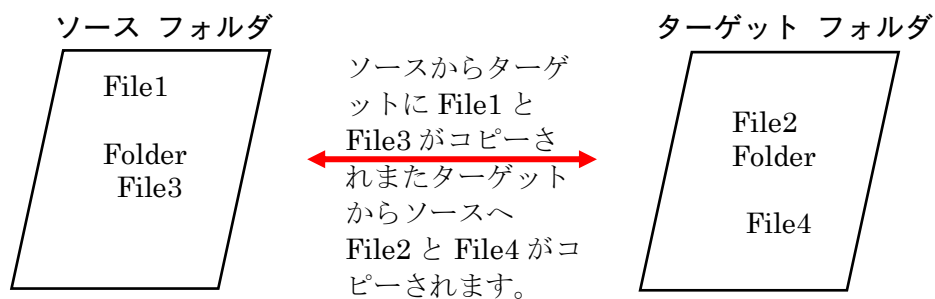 ソース フォルダ
File1
Folder
File3
ソースからターゲ
ットに File1 と
File3 がコピーさ
れまたターゲット
からソースへ
File2 と File4 がコ
ピーされます。
ターゲット フォルダ
File2
Folder
File4